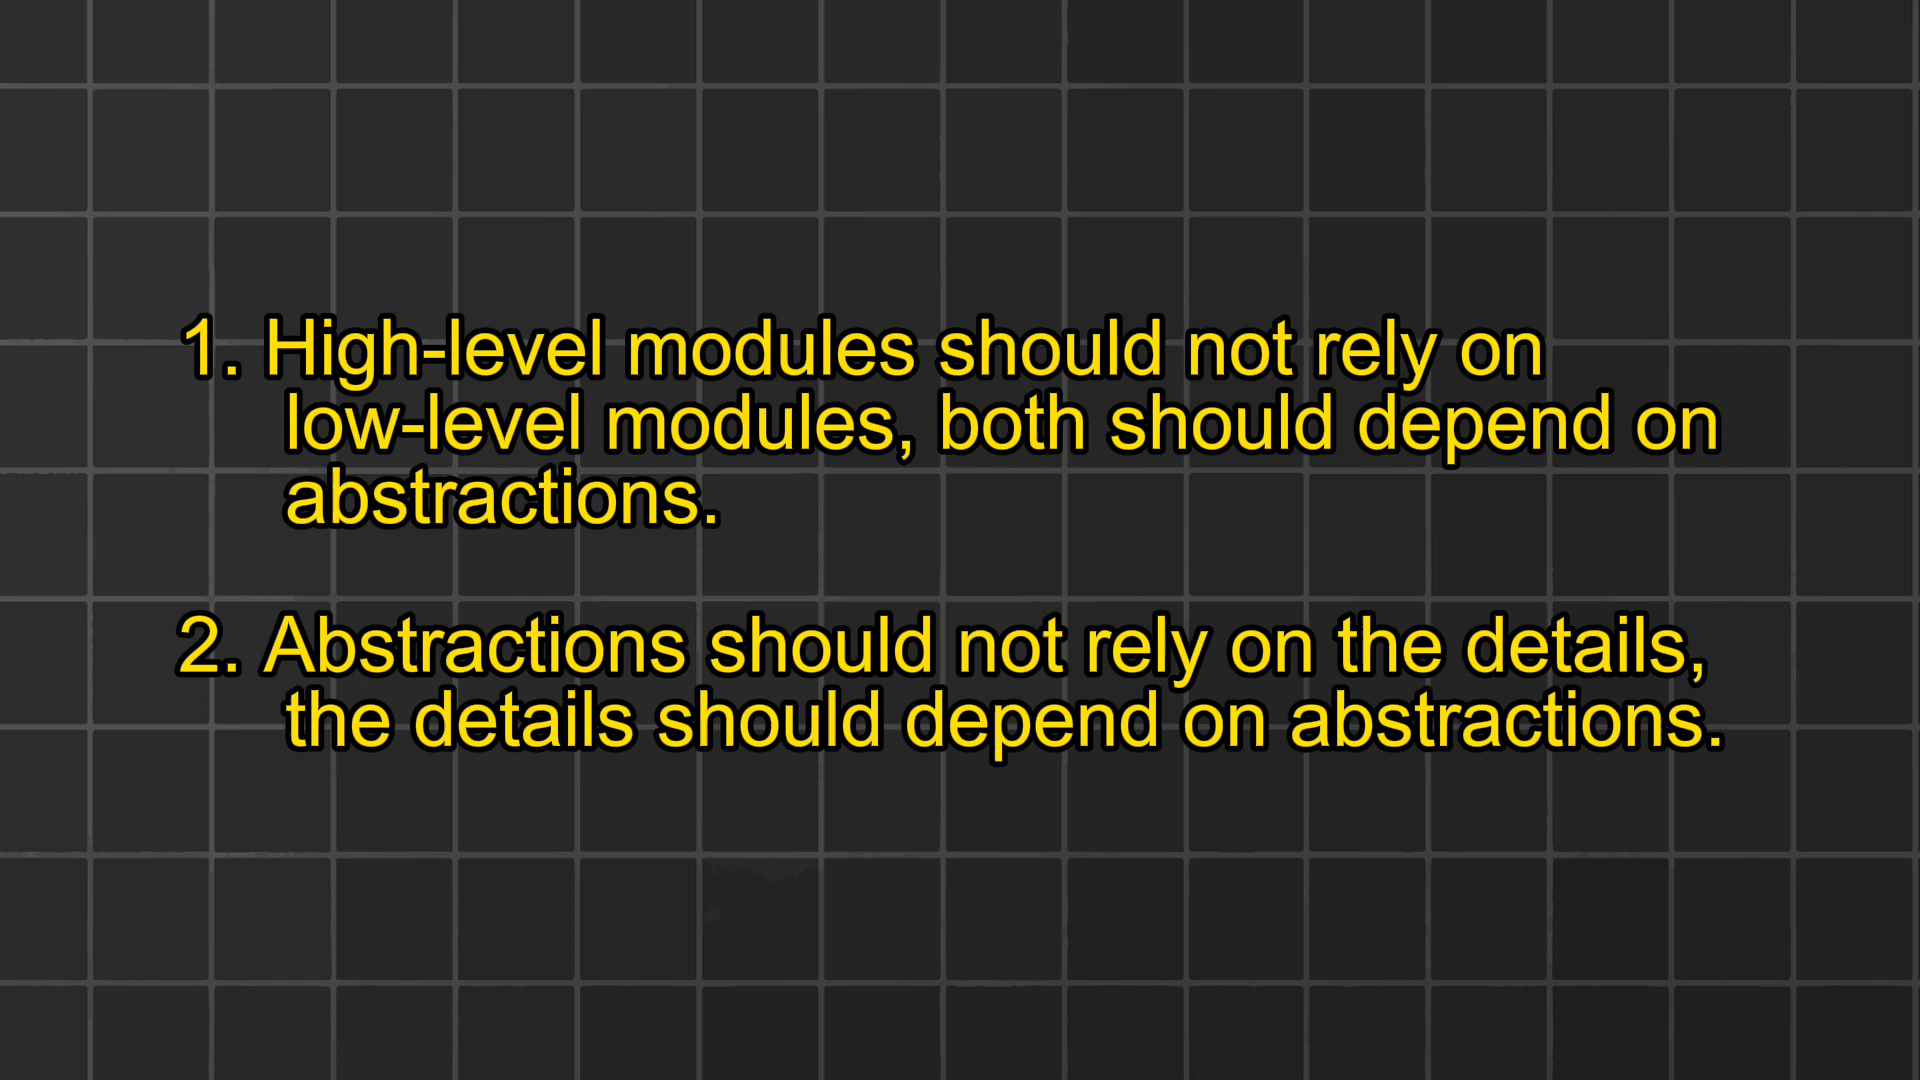 1. High-level modules should not rely on
low-level modules, both should depend on
abstractions.
2. Abstractions should not rely on the details,
the details should depend on abstractions.